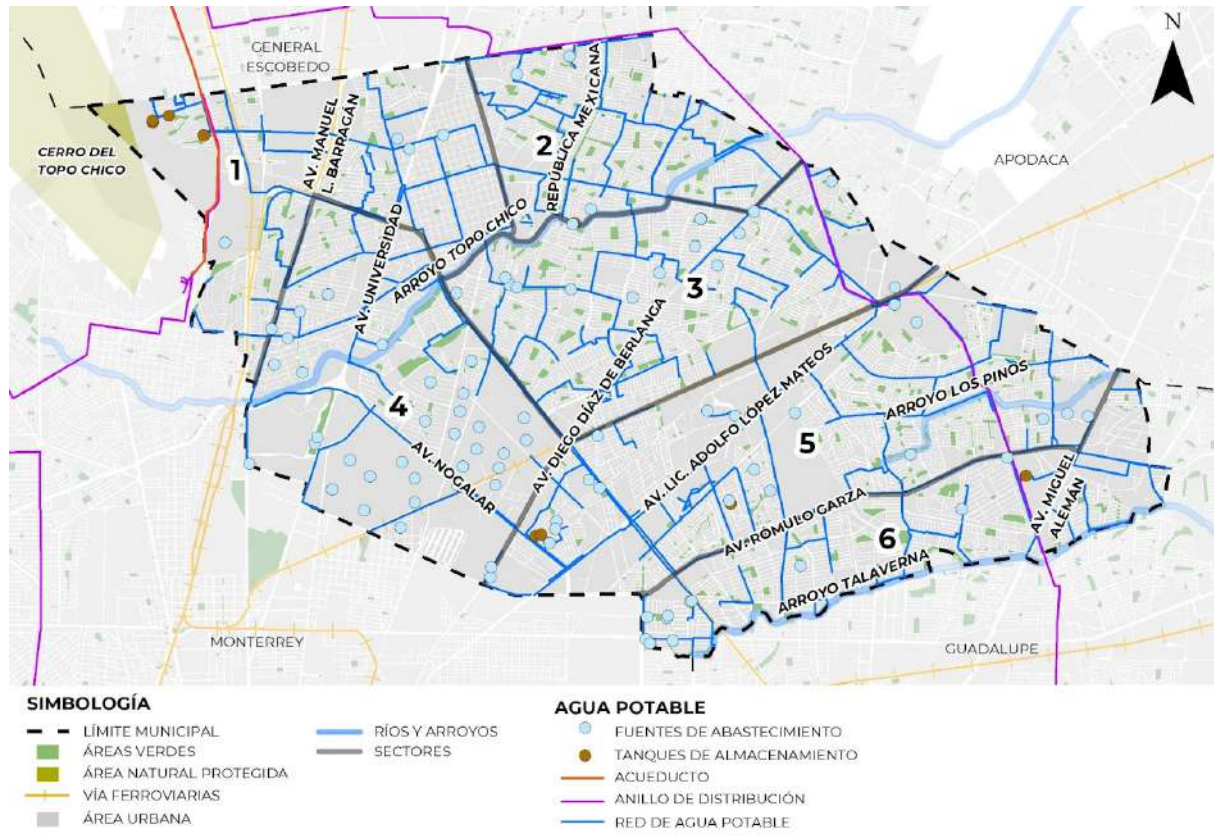 N
GENERAL
ESCOBEDO
AV. MANUEL
L. BARRAGÁN
REPÚBLICA MEXICANA
2
CERRO DEL
TOPO CHICO
1
APODACA
AV. UNIVERSIDAD
ARROYO TOPO CHICO
3
AV. DIEGO DÍAZ DE BERLANGA
AV. LIC. ADOLFO LÓPEZ MATEOS
ARROYO LOS PINOS
4
5
AV. NOGALAR
AV. MIGUEL
ALEMÁN
AV. RÓMULO GARZA
6
ARROYO TALAVERNA
MONTERREY
GUADALUPE
SIMBOLOGÍA
LÍMITE MUNICIPAL
ÁREAS VERDES
ÁREA NATURAL PROTEGIDA
VÍA FERROVIARIAS
ÁREA URBANA
RÍOS Y ARROYOS
SECTORES
AGUA POTABLE
FUENTES DE ABASTECIMIENTO
TANQUES DE ALMACENAMIENTO
ACUEDUCTO
ANILLO DE DISTRIBUCIÓN
RED DE AGUA POTABLE